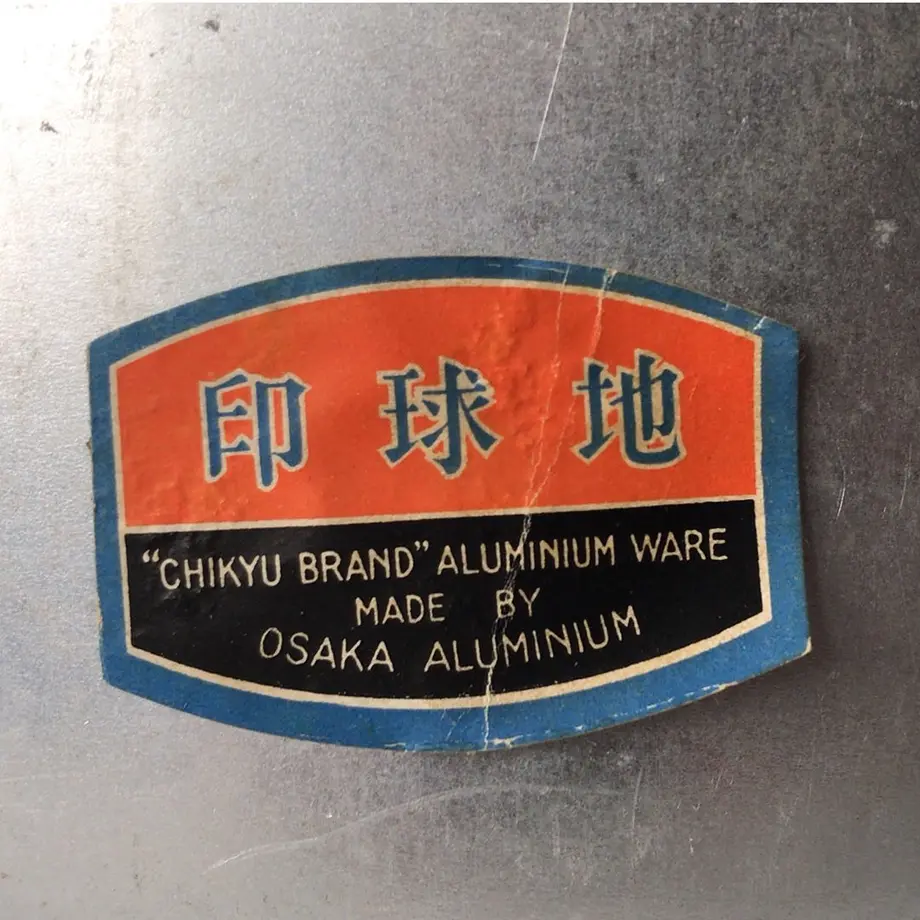 地球印
“CHIKYU BRAND” ALUMINIUM WARE
MADE BY
OSAKA ALUMINIUM